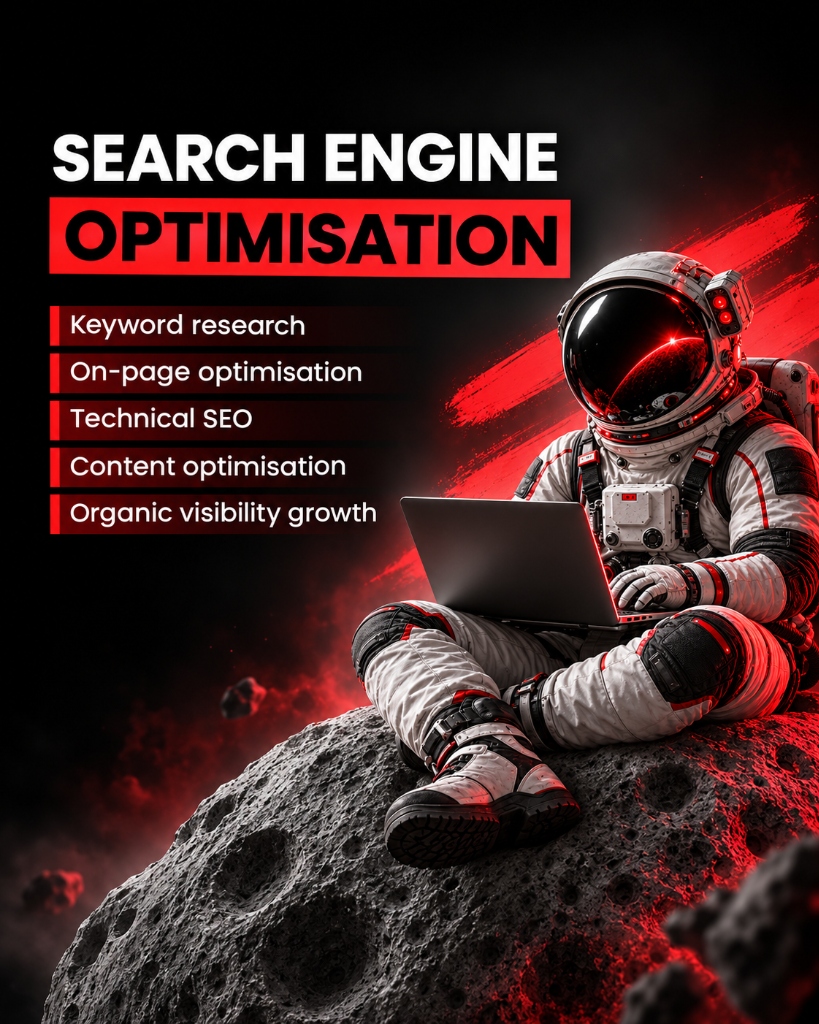 SEARCH ENGINE
OPTIMISATION
Keyword research
On-page optimisation
Technical SEO
Content optimisation
Organic visibility growth